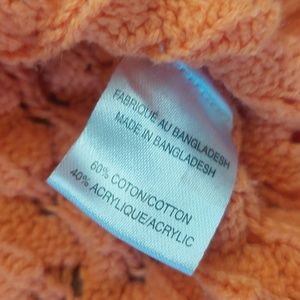 FABRIQUÉ AU BANGLADESH
MADE IN BANGLADESH
60% COTON/COTTON
40% ACRYLIQUE/ACRYLIC